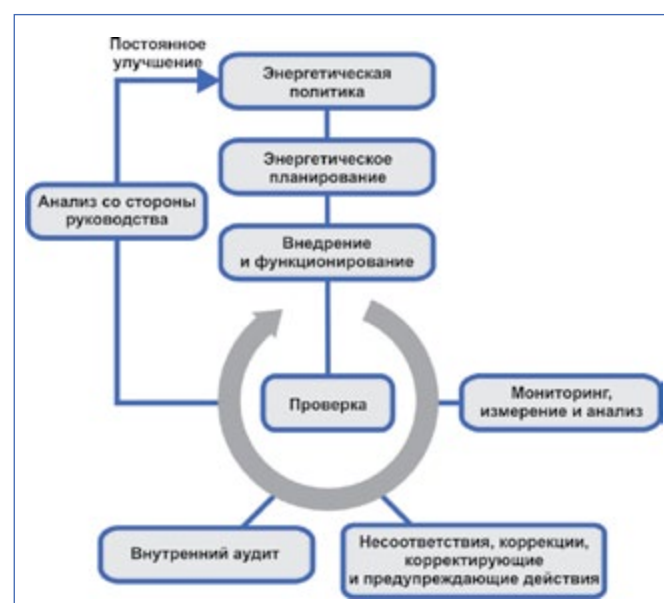 Постоянное
улучшение
Энергетическая
политика
Энергетическое
планирование
Анализ со стороны
руководства
Внедрение
и функционирование
Проверка
Мониторинг,
измерение и анализ
Внутренний аудит
Несоответствия, коррекции,
корректирующие
и предупреждающие действия